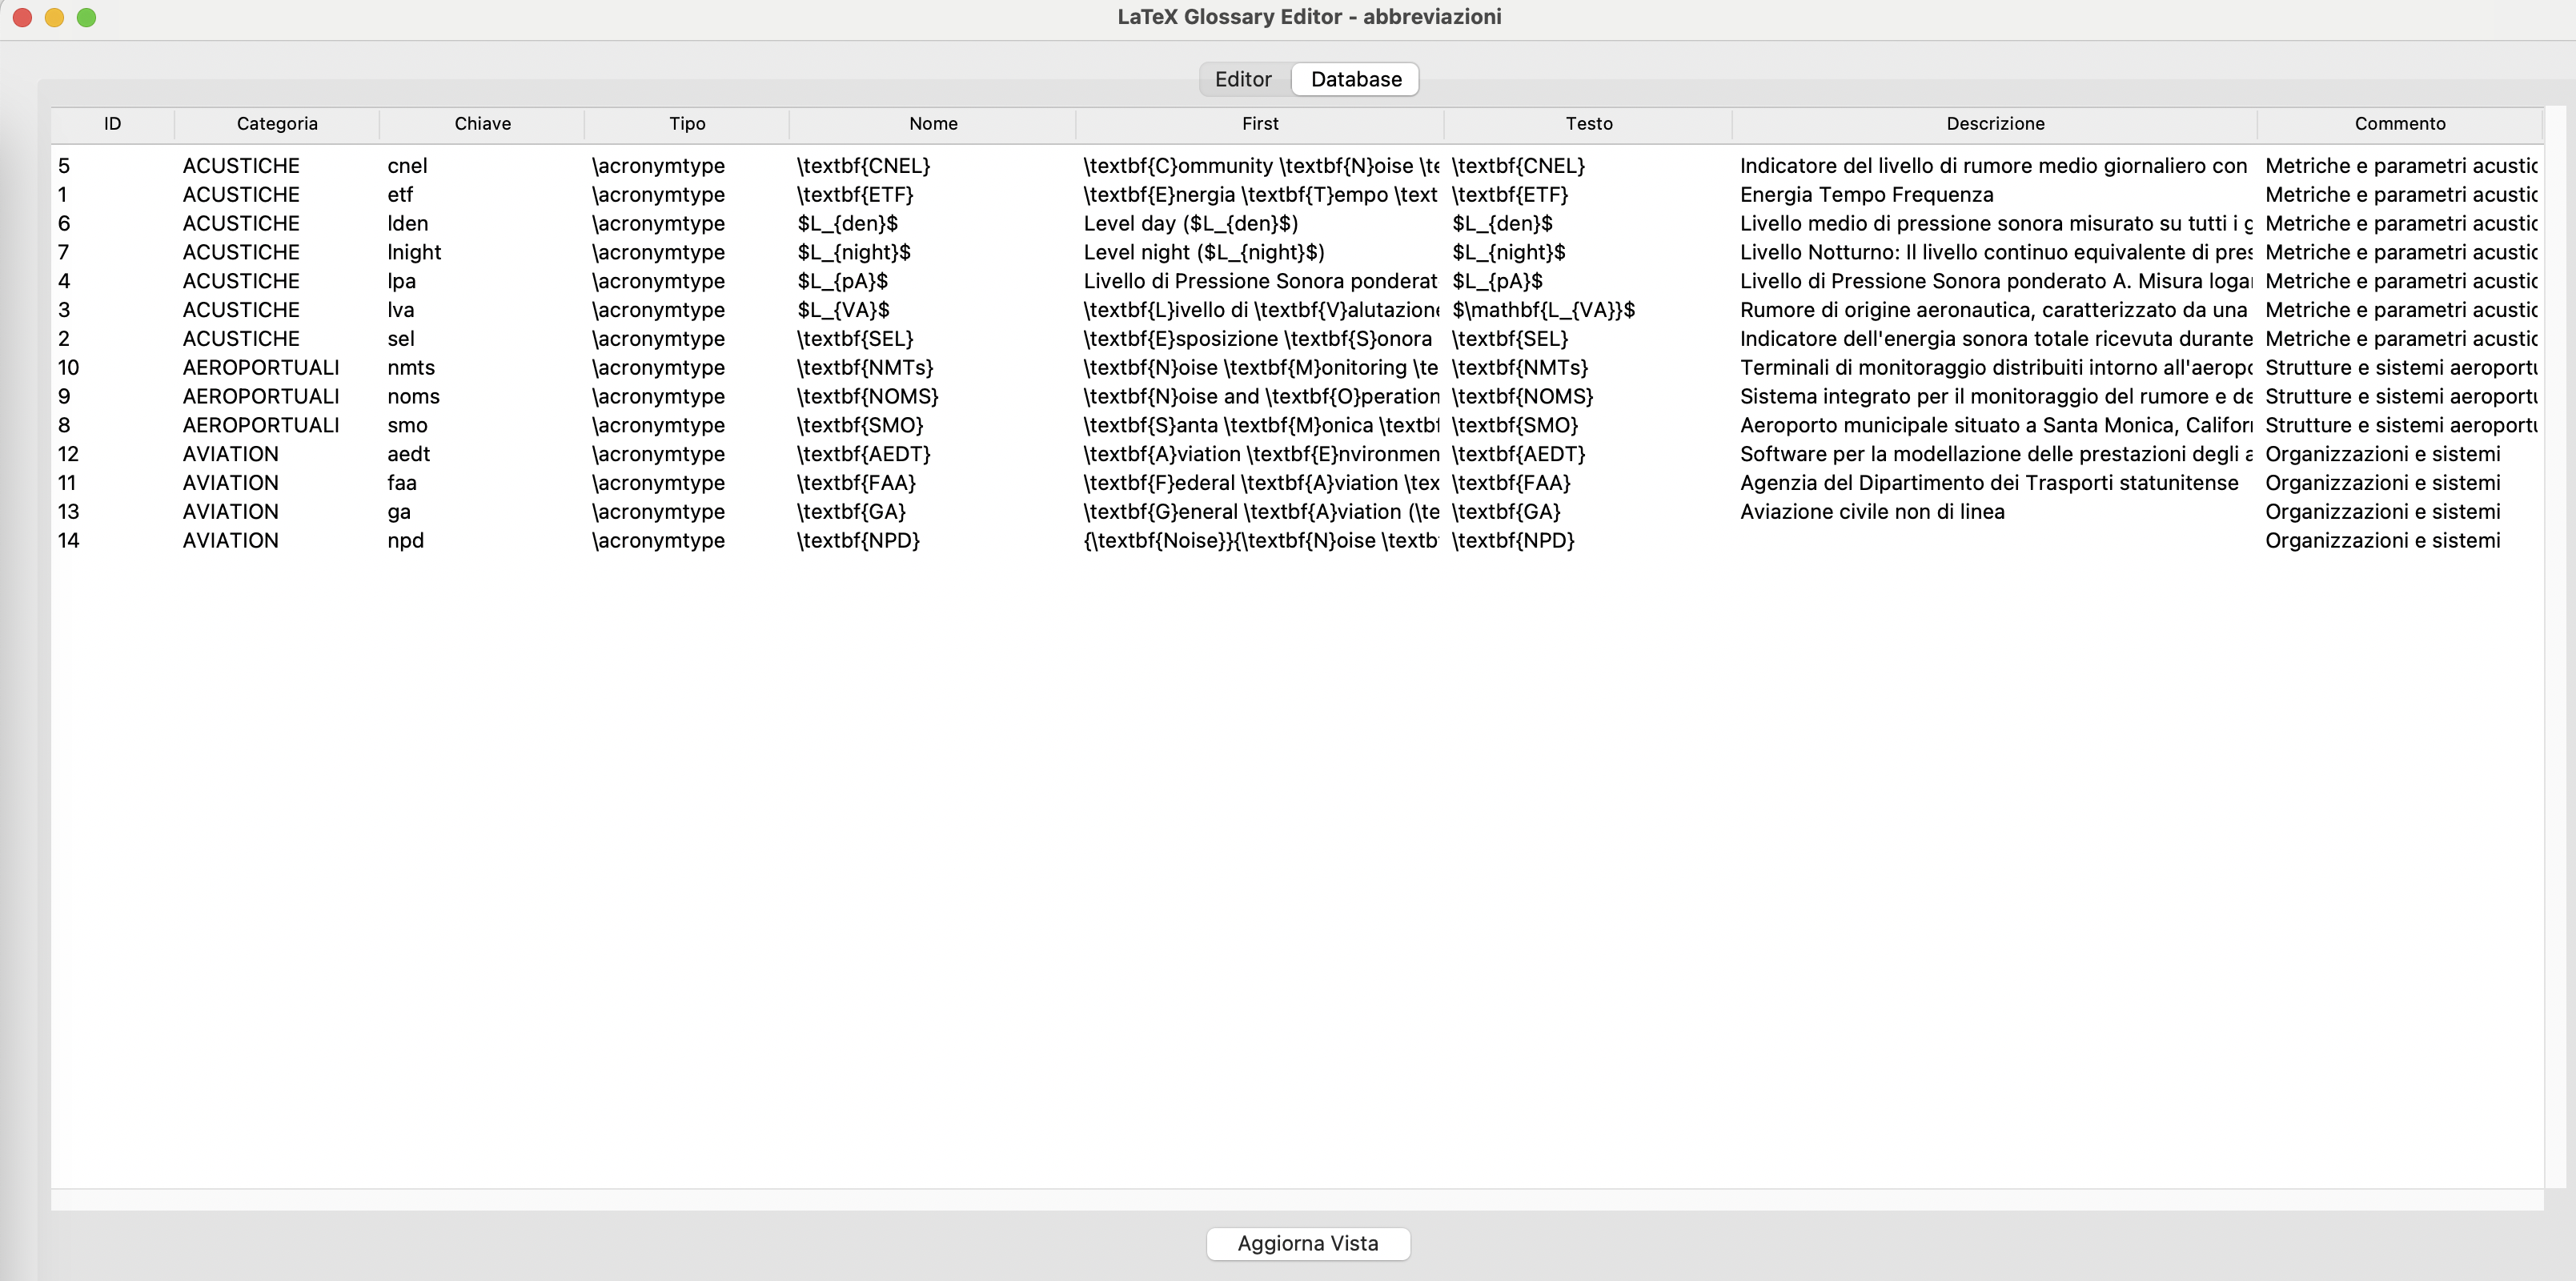 LaTeX Glossary Editor - abbreviazioni
Editor Database
ID Categoria Chiave Tipo Nome First Testo Descrizione Commento
5 ACUSTICHE cnel \acronymtype \textbf{CNEL} \textbf{C}ommunity \textbf{N}oise \te \textbf{CNEL} Indicatore del livello di rumore medio giornaliero con Metriche e parametri acustic
1 ACUSTICHE etf \acronymtype \textbf{ETF} \textbf{E}nergia \textbf{T}empo \text \textbf{ETF} Energia Tempo Frequenza Metriche e parametri acustic
6 ACUSTICHE lden \acronymtype $L_{den}$ Level day ($L_{den}$) $L_{den}$ Livello medio di pressione sonora misurato su tutti i g Metriche e parametri acustic
7 ACUSTICHE lnight \acronymtype $L_{night}$ Level night ($L_{night}$) $L_{night}$ Livello Notturno: Il livello continuo equivalente di pres Metriche e parametri acustic
4 ACUSTICHE lpa \acronymtype $L_{pA}$ Livello di Pressione Sonora ponderat $L_{pA}$ Livello di Pressione Sonora ponderato A. Misura logar Metriche e parametri acustic
3 ACUSTICHE lva \acronymtype $L_{VA}$ \textbf{L}ivello di \textbf{V}alutazione $\mathbf{L_{VA}}$ Rumore di origine aeronautica, caratterizzato da una Metriche e parametri acustic
2 ACUSTICHE sel \acronymtype \textbf{SEL} \textbf{E}sposizione \textbf{S}onora \textbf{SEL} Indicatore dell'energia sonora totale ricevuta durante Metriche e parametri acustic
10 AEROPORTUALI nmts \acronymtype \textbf{NMTs} \textbf{N}oise \textbf{M}onitoring \te \textbf{NMTs} Terminali di monitoraggio distribuiti intorno all'aeropo Strutture e sistemi aeroportu
9 AEROPORTUALI noms \acronymtype \textbf{NOMS} \textbf{N}oise and \textbf{O}peration \textbf{NOMS} Sistema integrato per il monitoraggio del rumore e de Strutture e sistemi aeroportu
8 AEROPORTUALI smo \acronymtype \textbf{SMO} \textbf{S}anta \textbf{M}onica \textbf \textbf{SMO} Aeroporto municipale situato a Santa Monica, Californ Strutture e sistemi aeroportu
12 AVIATION aedt \acronymtype \textbf{AEDT} \textbf{A}viation \textbf{E}nvironmen \textbf{AEDT} Software per la modellazione delle prestazioni degli a Organizzazioni e sistemi
11 AVIATION faa \acronymtype \textbf{FAA} \textbf{F}ederal \textbf{A}viation \tex \textbf{FAA} Agenzia del Dipartimento dei Trasporti statunitense Organizzazioni e sistemi
13 AVIATION ga \acronymtype \textbf{GA} \textbf{G}eneral \textbf{A}viation (\te \textbf{GA} Aviazione civile non di linea Organizzazioni e sistemi
14 AVIATION npd \acronymtype \textbf{NPD} {\textbf{Noise}}{\textbf{N}oise \textb \textbf{NPD} Organizzazioni e sistemi
Aggiorna Vista